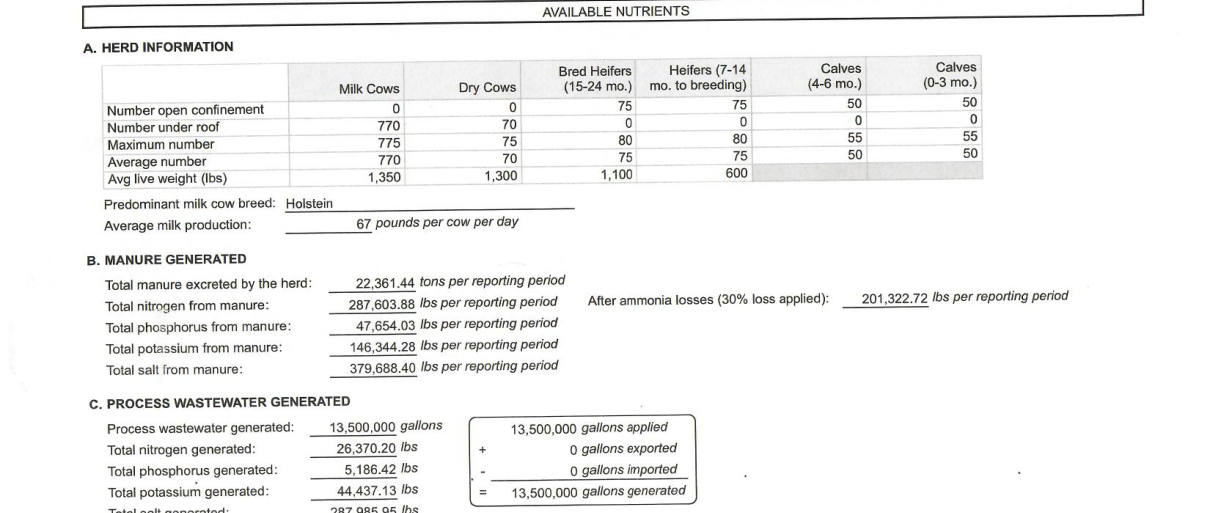 AVAILABLE NUTRIENTS
A. HERD INFORMATION
Milk Cows Dry Cows Bred Heifers (15-24 mo.) Heifers (7-14 mo. to breeding) Calves (4-6 mo.) Calves (0-3 mo.)
Number open confinement 0 0 75 75 50 50
Number under roof 770 70 0 0 0 0
Maximum number 775 75 80 80 55 55
Average number 770 70 75 75 50 50
Avg live weight (lbs) 1,350 1,300 1,100 600
Predominant milk cow breed: Holstein
Average milk production: 67 pounds per cow per day
B. MANURE GENERATED
Total manure excreted by the herd: 22,361.44 tons per reporting period
Total nitrogen from manure: 287,603.88 lbs per reporting period After ammonia losses (30% loss applied): 201,322.72 lbs per reporting period
Total phosphorus from manure: 47,654.03 lbs per reporting period
Total potassium from manure: 146,344.28 lbs per reporting period
Total salt from manure: 379,688.40 lbs per reporting period
C. PROCESS WASTEWATER GENERATED
Process wastewater generated: 13,500,000 gallons 13,500,000 gallons applied
Total nitrogen generated: 26,370.20 lbs + 0 gallons exported
Total phosphorus generated: 5,186.42 lbs - 0 gallons imported
Total potassium generated: 44,437.13 lbs = 13,500,000 gallons generated
Total salt generated: 287,985.95 lbs